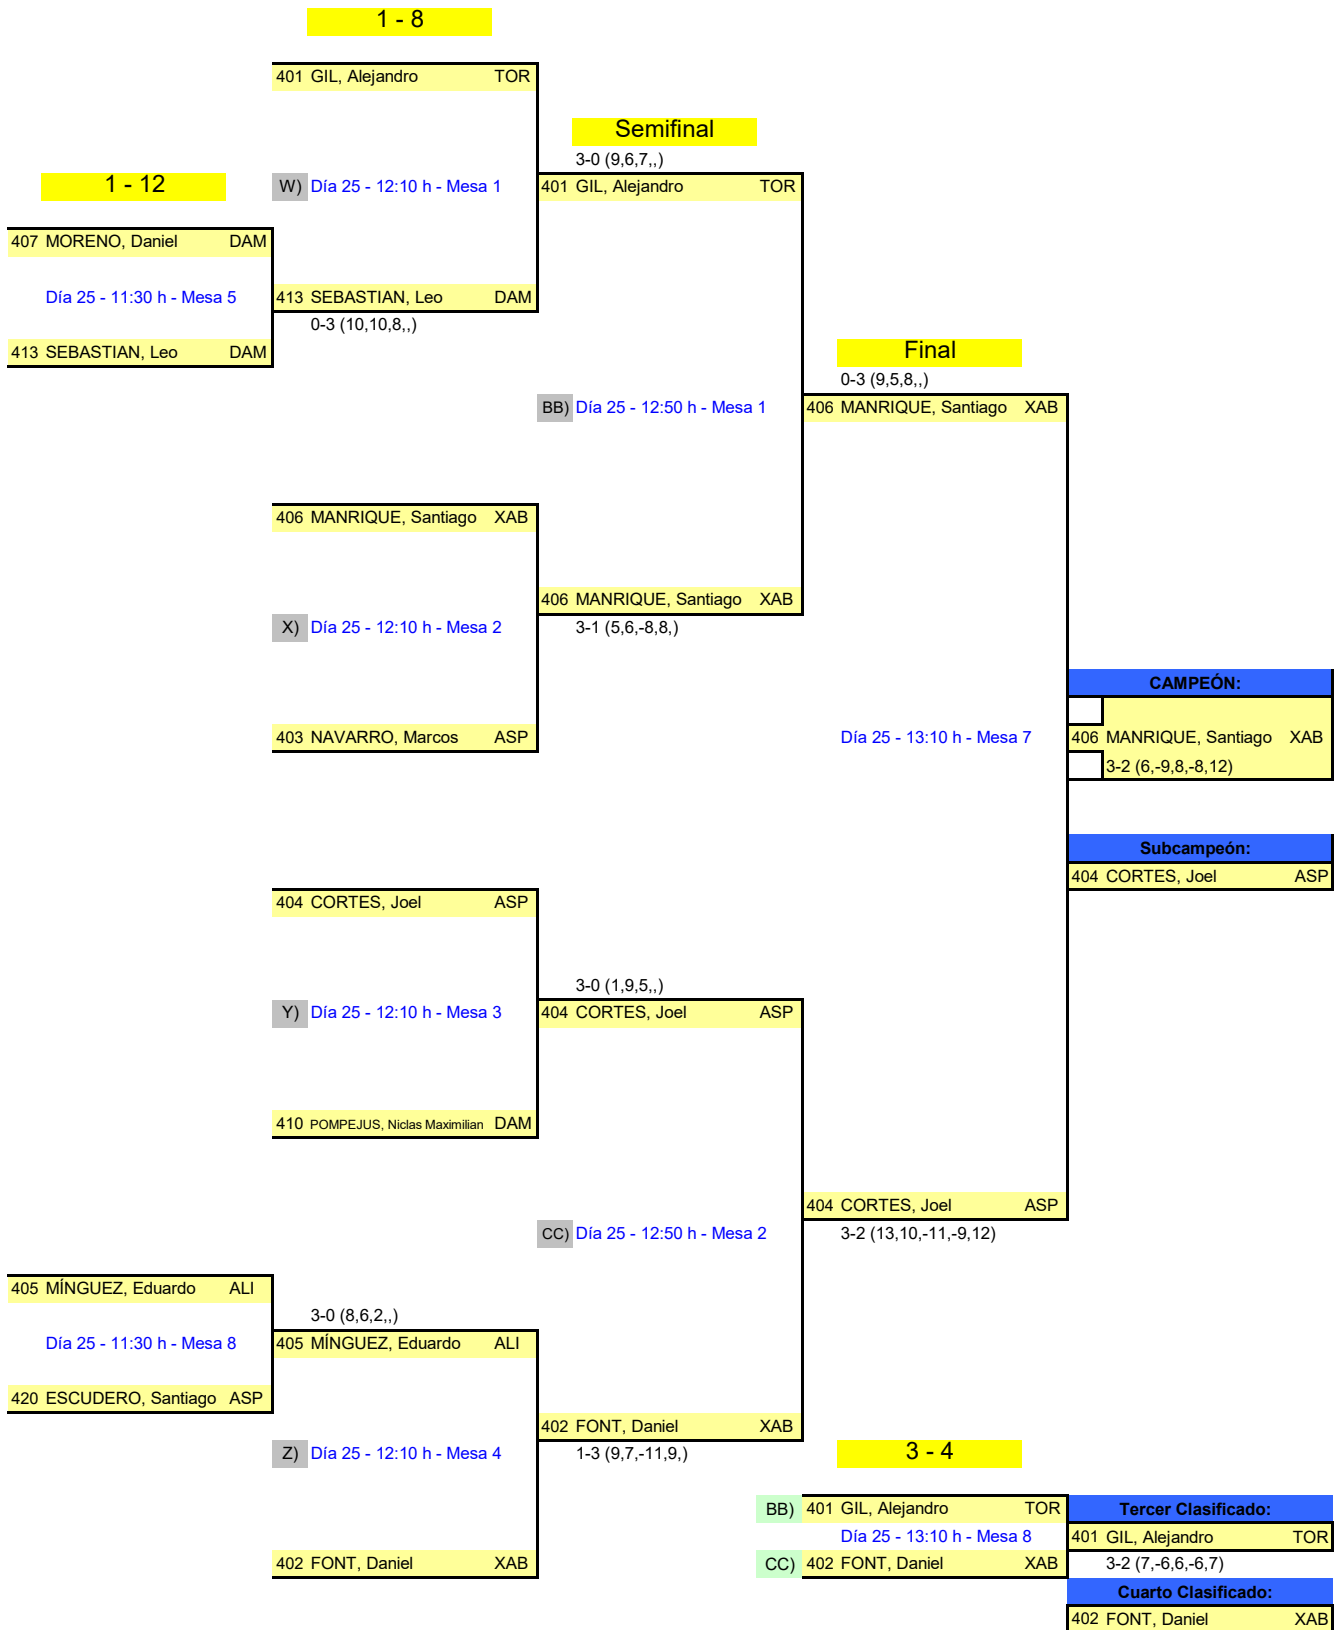 1 - 8
401 GIL, Alejandro TOR
Semifinal
3-0 (9,6,7,,)
1 - 12
W) Día 25 - 12:10 h - Mesa 1
401 GIL, Alejandro TOR
407 MORENO, Daniel DAM
Día 25 - 11:30 h - Mesa 5
413 SEBASTIAN, Leo DAM
0-3 (10,10,8,,)
413 SEBASTIAN, Leo DAM
Final
0-3 (9,5,8,,)
BB) Día 25 - 12:50 h - Mesa 1
406 MANRIQUE, Santiago XAB
406 MANRIQUE, Santiago XAB
406 MANRIQUE, Santiago XAB
X) Día 25 - 12:10 h - Mesa 2
3-1 (5,6,-8,8,)
CAMPEÓN:
403 NAVARRO, Marcos ASP
Día 25 - 13:10 h - Mesa 7
406 MANRIQUE, Santiago XAB
3-2 (6,-9,8,-8,12)
Subcampeón:
404 CORTES, Joel ASP
404 CORTES, Joel ASP
3-0 (1,9,5,,)
Y) Día 25 - 12:10 h - Mesa 3
404 CORTES, Joel ASP
410 POMPEJUS, Niclas Maximilian DAM
404 CORTES, Joel ASP
CC) Día 25 - 12:50 h - Mesa 2
3-2 (13,10,-11,-9,12)
405 MÍNGUEZ, Eduardo ALI
3-0 (8,6,2,,)
Día 25 - 11:30 h - Mesa 8
405 MÍNGUEZ, Eduardo ALI
420 ESCUDERO, Santiago ASP
402 FONT, Daniel XAB
Z) Día 25 - 12:10 h - Mesa 4
1-3 (9,7,-11,9,)
3 - 4
BB) 401 GIL, Alejandro TOR
Tercer Clasificado:
Día 25 - 13:10 h - Mesa 8
401 GIL, Alejandro TOR
402 FONT, Daniel XAB
CC) 402 FONT, Daniel XAB
3-2 (7,-6,6,-6,7)
Cuarto Clasificado:
402 FONT, Daniel XAB